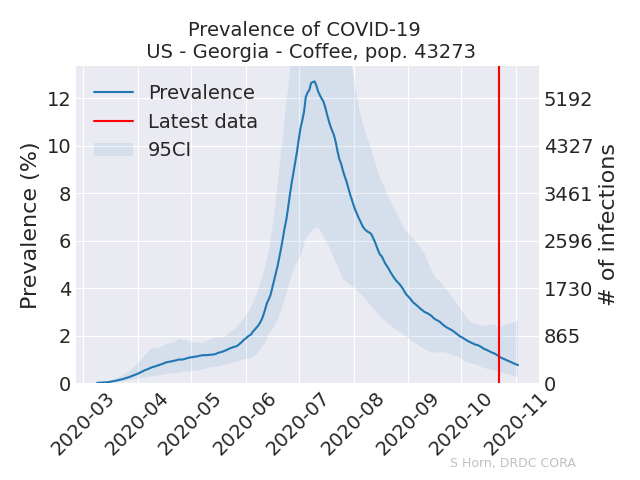 Prevalence of COVID-19
US - Georgia - Coffee, pop. 43273
Prevalence
Latest data
95CI
Prevalence (%)
12
10
8
6
4
2
0
5192
4327
3461
2596
1730
865
0
# of infections
2020-03
2020-04
2020-05
2020-06
2020-07
2020-08
2020-09
2020-10
2020-11
S Horn, DRDC CORA